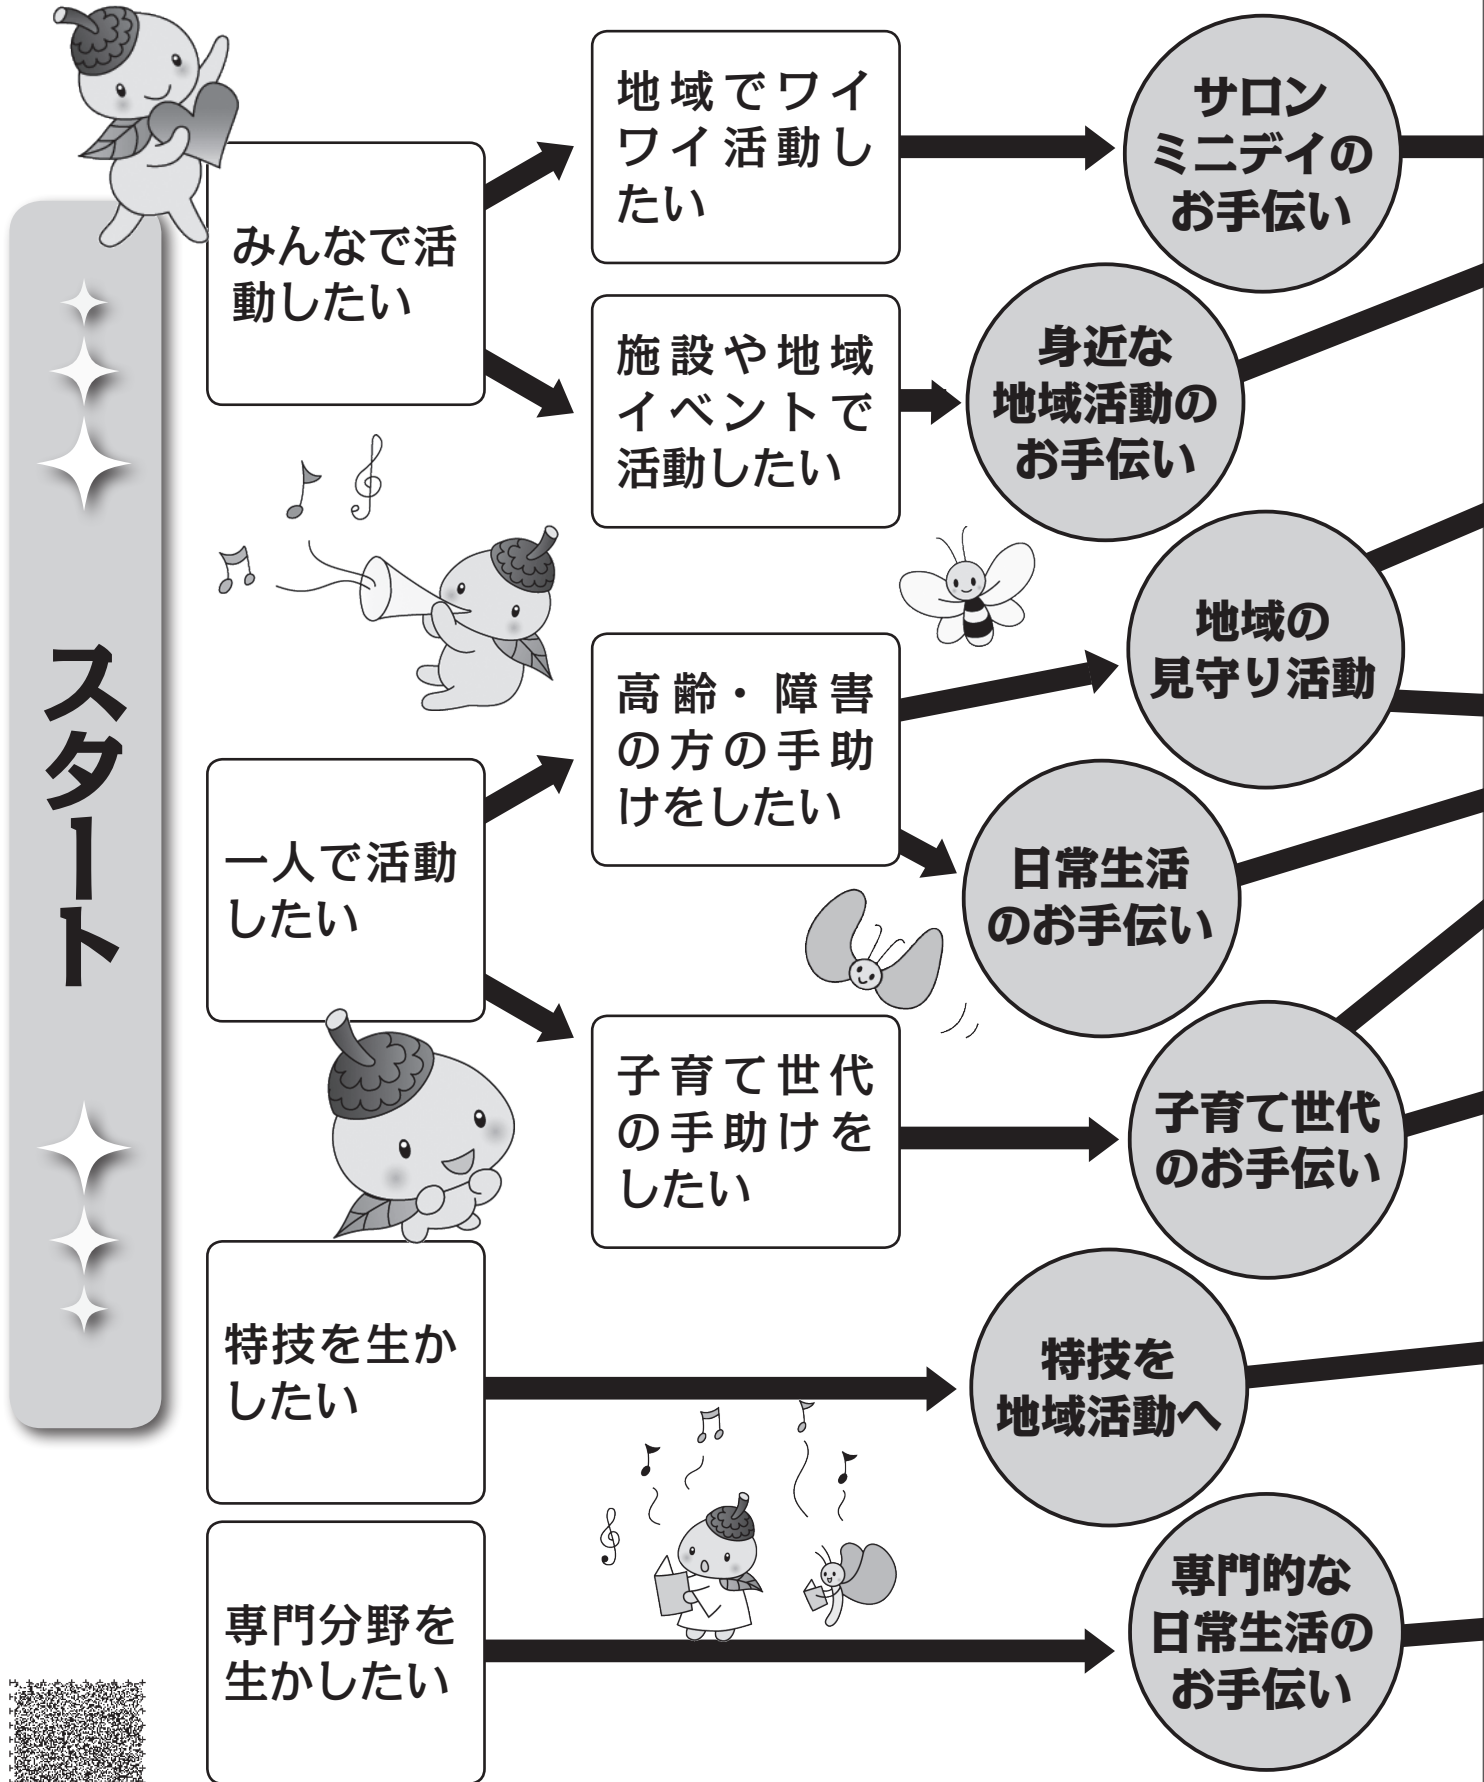 スタート
みんなで活
動したい
地域でワイ
ワイ活動し
たい
サロン
ミニデイの
お手伝い
施設や地域
イベントで
活動したい
身近な
地域活動の
お手伝い
一人で活動
したい
高齢・障害
の方の手助
けをしたい
地域の
見守り活動
日常生活
のお手伝い
子育て世代
の手助けを
したい
子育て世代
のお手伝い
特技を生か
したい
特技を
地域活動へ
専門分野を
生かしたい
専門的な
日常生活の
お手伝い